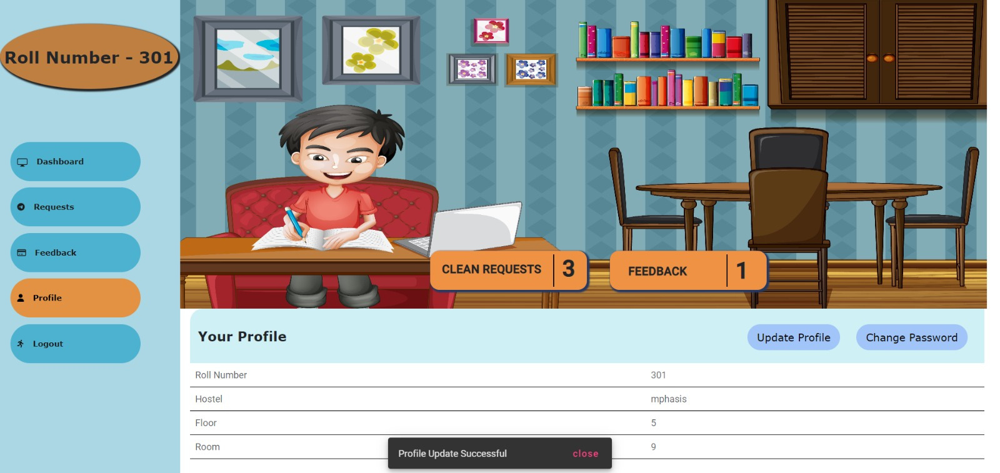 Roll Number - 301
Dashboard
Requests
Feedback
Profile
Logout
CLEAN REQUESTS 3
FEEDBACK 1
Your Profile
Update Profile
Change Password
Roll Number 301
Hostel mphasis
Floor 5
Room 9
Profile Update Successful close